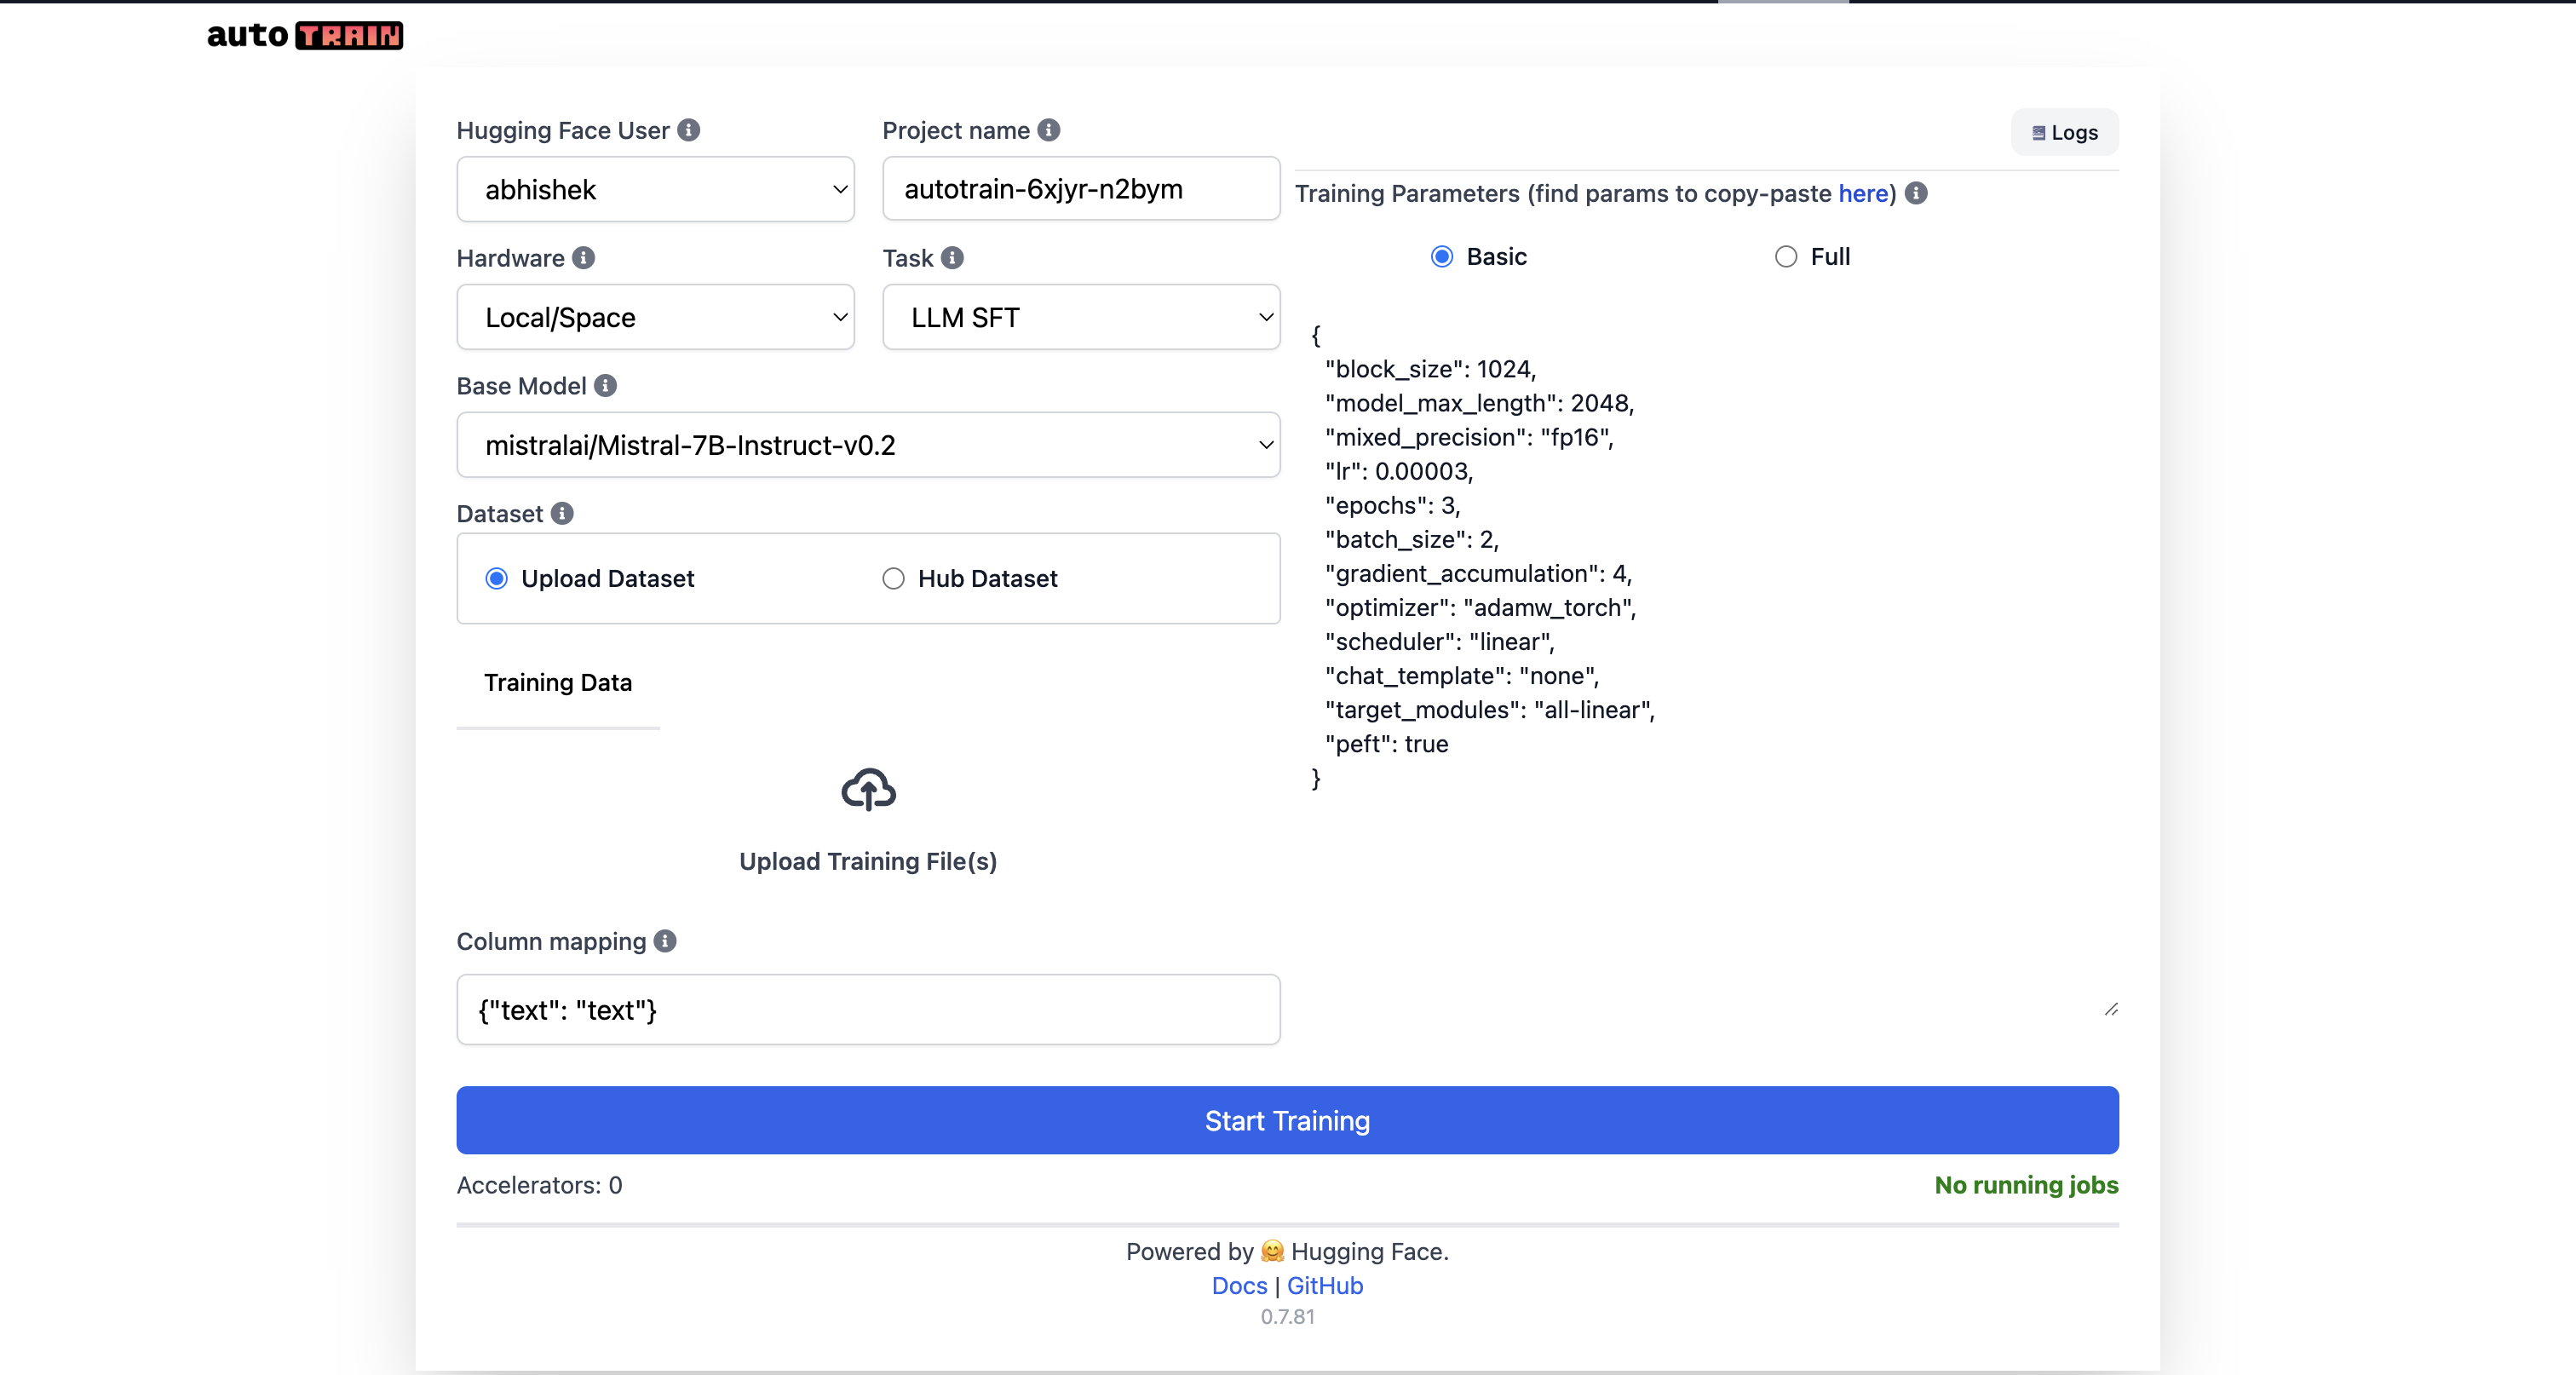 auto TRAIN
Hugging Face User
Project name
abhishek
autotrain-6xjyr-n2bym
Hardware
Task
Local/Space
LLM SFT
Base Model
mistralai/Mistral-7B-Instruct-v0.2
Dataset
Upload Dataset
Hub Dataset
Training Data
Upload Training File(s)
Column mapping
{"text": "text"}
Logs
Training Parameters (find params to copy-paste here)
Basic
Full
{
"block_size": 1024,
"model_max_length": 2048,
"mixed_precision": "fp16",
"lr": 0.00003,
"epochs": 3,
"batch_size": 2,
"gradient_accumulation": 4,
"optimizer": "adamw_torch",
"scheduler": "linear",
"chat_template": "none",
"target_modules": "all-linear",
"peft": true
}
Start Training
Accelerators: 0
No running jobs
Powered by 🤗 Hugging Face.
Docs | GitHub
0.7.81